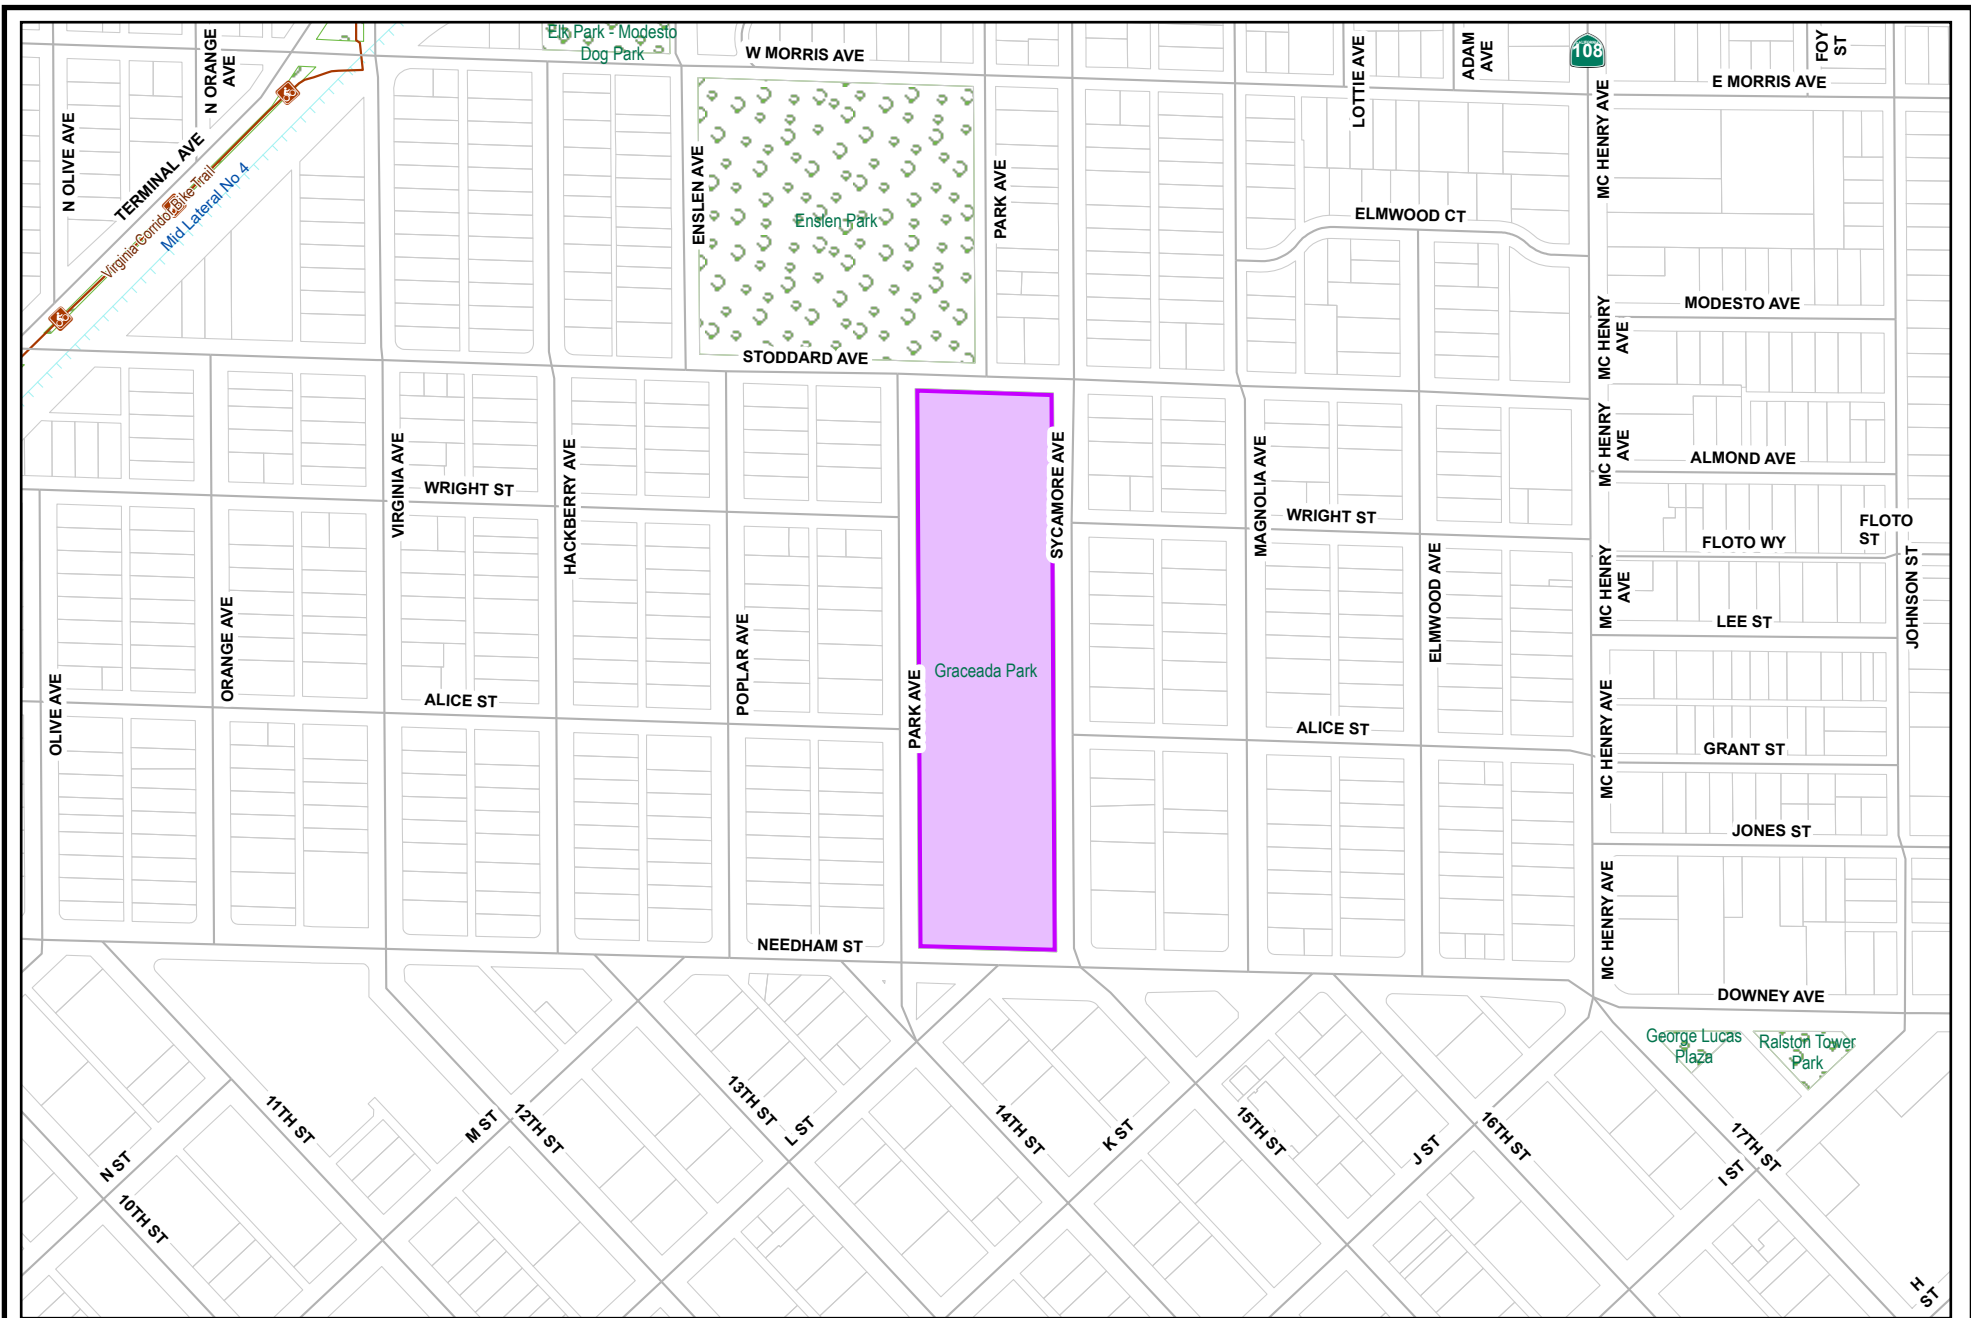 Elk Park - Modesto
Dog Park
W MORRIS AVE
N ORANGE
AVE
LOTTIE AVE
ADAM
AVE
108
FOY
ST
E MORRIS AVE
MC HENRY AVE
N OLIVE AVE
TERMINAL AVE
Virginia Corridor Bike Trail
Mid Lateral No 4
ENSLEN AVE
Enslen Park
PARK AVE
ELMWOOD CT
MODESTO AVE
MC HENRY
AVE
STODDARD AVE
VIRGINIA AVE
HACKBERRY AVE
SYCAMORE AVE
MAGNOLIA AVE
MC HENRY
AVE
ALMOND AVE
WRIGHT ST
WRIGHT ST
FLOTO
ST
FLOTO WY
MC HENRY
AVE
JOHNSON ST
ELMWOOD AVE
ORANGE AVE
POPLAR AVE
LEE ST
Graceada Park
OLIVE AVE
ALICE ST
PARK AVE
ALICE ST
MC HENRY AVE
GRANT ST
JONES ST
MC HENRY AVE
NEEDHAM ST
DOWNEY AVE
George Lucas
Plaza
Ralston Tower
Park
11TH ST
M ST
12TH ST
13TH ST
L ST
14TH ST
K ST
15TH ST
J ST
16TH ST
17TH ST
I ST
N ST
10TH ST
H ST